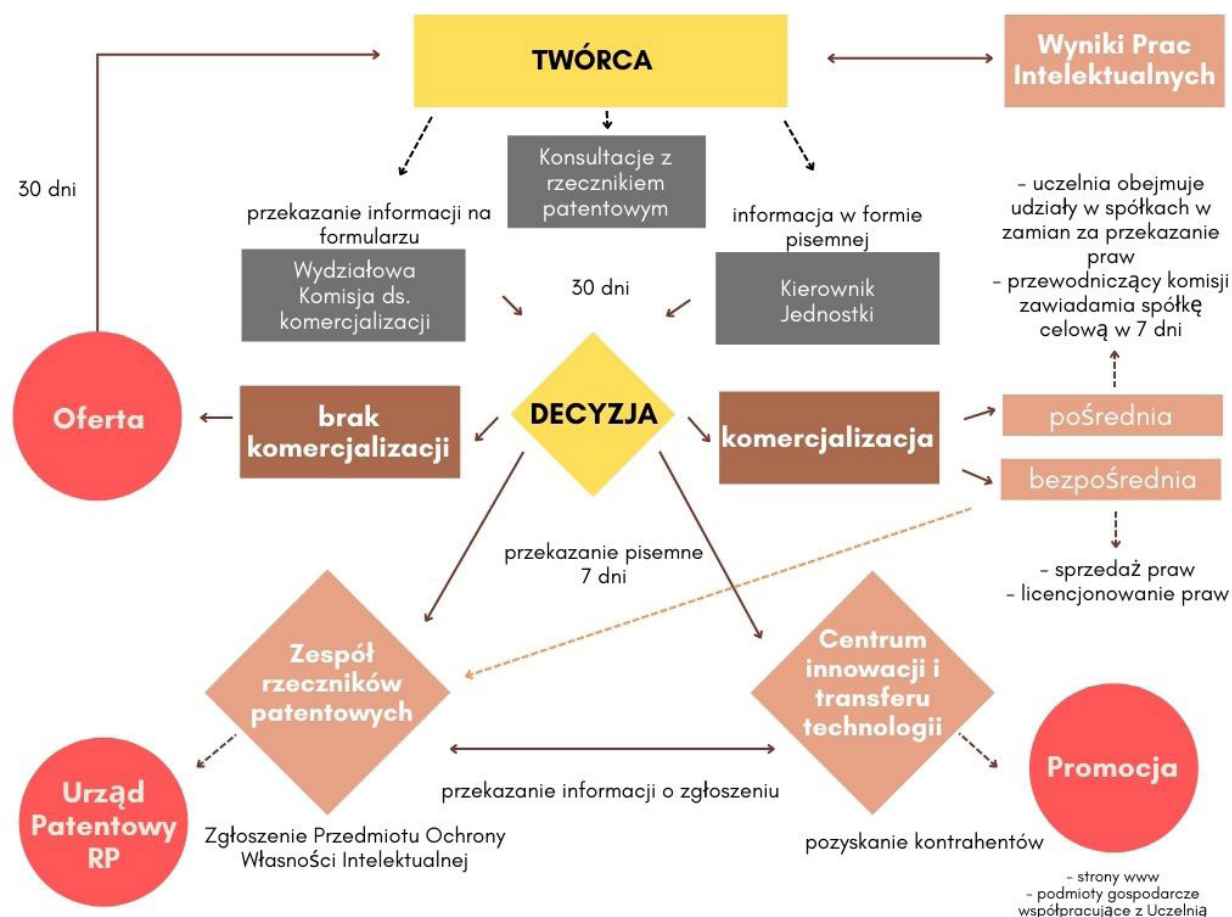 TWÓRCA
Wyniki Prac
Intelektualnych
30 dni
Konsultacje z
rzecznikiem
patentowym
przekazanie informacji na
formularzu
informacja w formie
pisemnej
- uczelnia obejmuje
udziały w spółkach w
zamian za przekazanie
praw
- przewodniczący komisji
zawiadamia spółkę
celową w 7 dni
Wydziałowa
Komisja ds.
komercjalizacji
30 dni
Kierownik
Jednostki
Oferta
brak
komercjalizacji
DECYZJA
komercjalizacja
pośrednia
bezpośrednia
przekazanie pisemne
7 dni
- sprzedaż praw
- licencjonowanie praw
Zespół
rzeczników
patentowych
Centrum
innowacji i
transferu
technologii
Urząd
Patentowy
RP
przekazanie informacji o zgłoszeniu
Promocja
Zgłoszenie Przedmiotu Ochrony
Własności Intelektualnej
pozyskanie kontrahentów
- strony www
- podmioty gospodarcze
współpracujące z Uczelnią